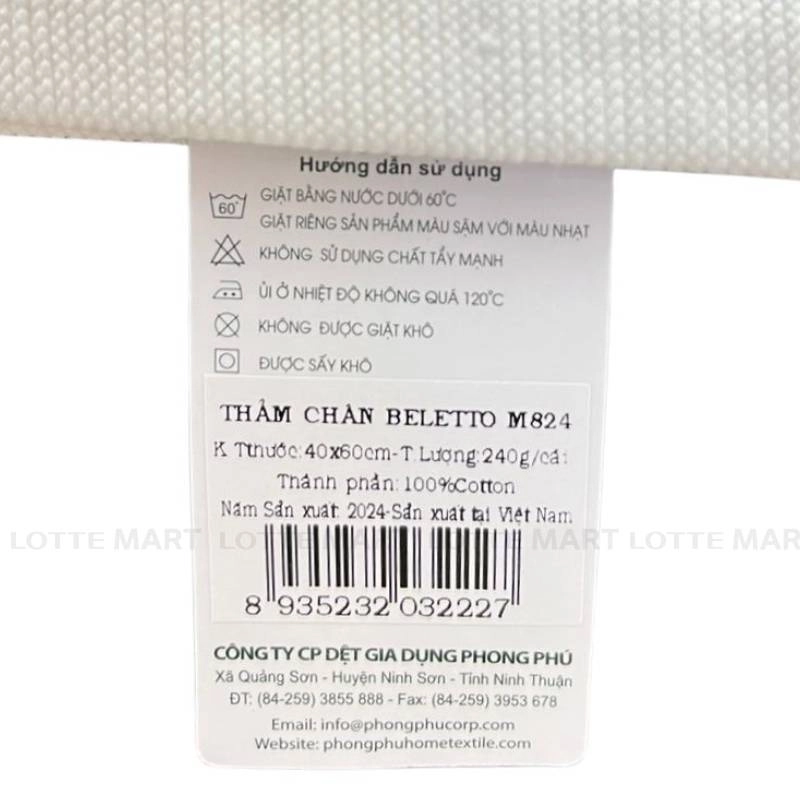 Hướng dẫn sử dụng
60°
GIẶT BẰNG NƯỚC DƯỚI 60°C
GIẶT RIÊNG SẢN PHẨM MÀU SẬM VỚI MÀU NHẠT
KHÔNG SỬ DỤNG CHẤT TẨY MẠNH
ỦI Ở NHIỆT ĐỘ KHÔNG QUÁ 120°C
KHÔNG ĐƯỢC GIẶT KHÔ
ĐƯỢC SẤY KHÔ
THẢM CHÂN BELETTO M824
K Tthước:40x60cm-T.Lượng:240g/cái
Thành phần:100%Cotton
Năm Sản xuất: 2024-Sản xuất tại Việt Nam
LOTTE MART LOTTE MART LOTTE MART LOTTE MAR
8 935232 032227
CÔNG TY CP DỆT GIA DỤNG PHONG PHÚ
Xã Quảng Sơn - Huyện Ninh Sơn - Tỉnh Ninh Thuận
ĐT: (84-259) 3855 888 - Fax: (84-259) 3953 678
Email: info@phongphucorp.com
Website: phongphuhometextile.com